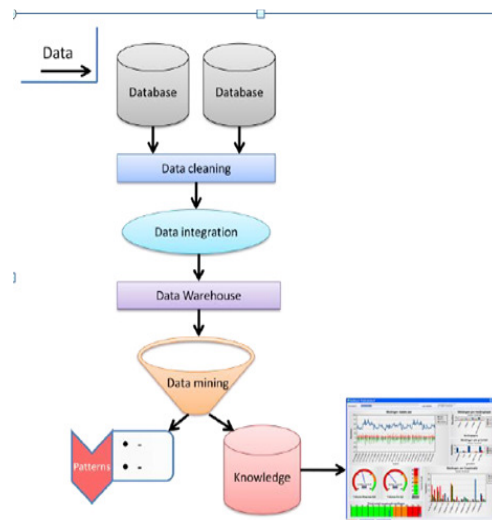 Data
Database
Database
Data cleaning
Data integration
Data Warehouse
Data mining
Patterns
• -
• -
Knowledge